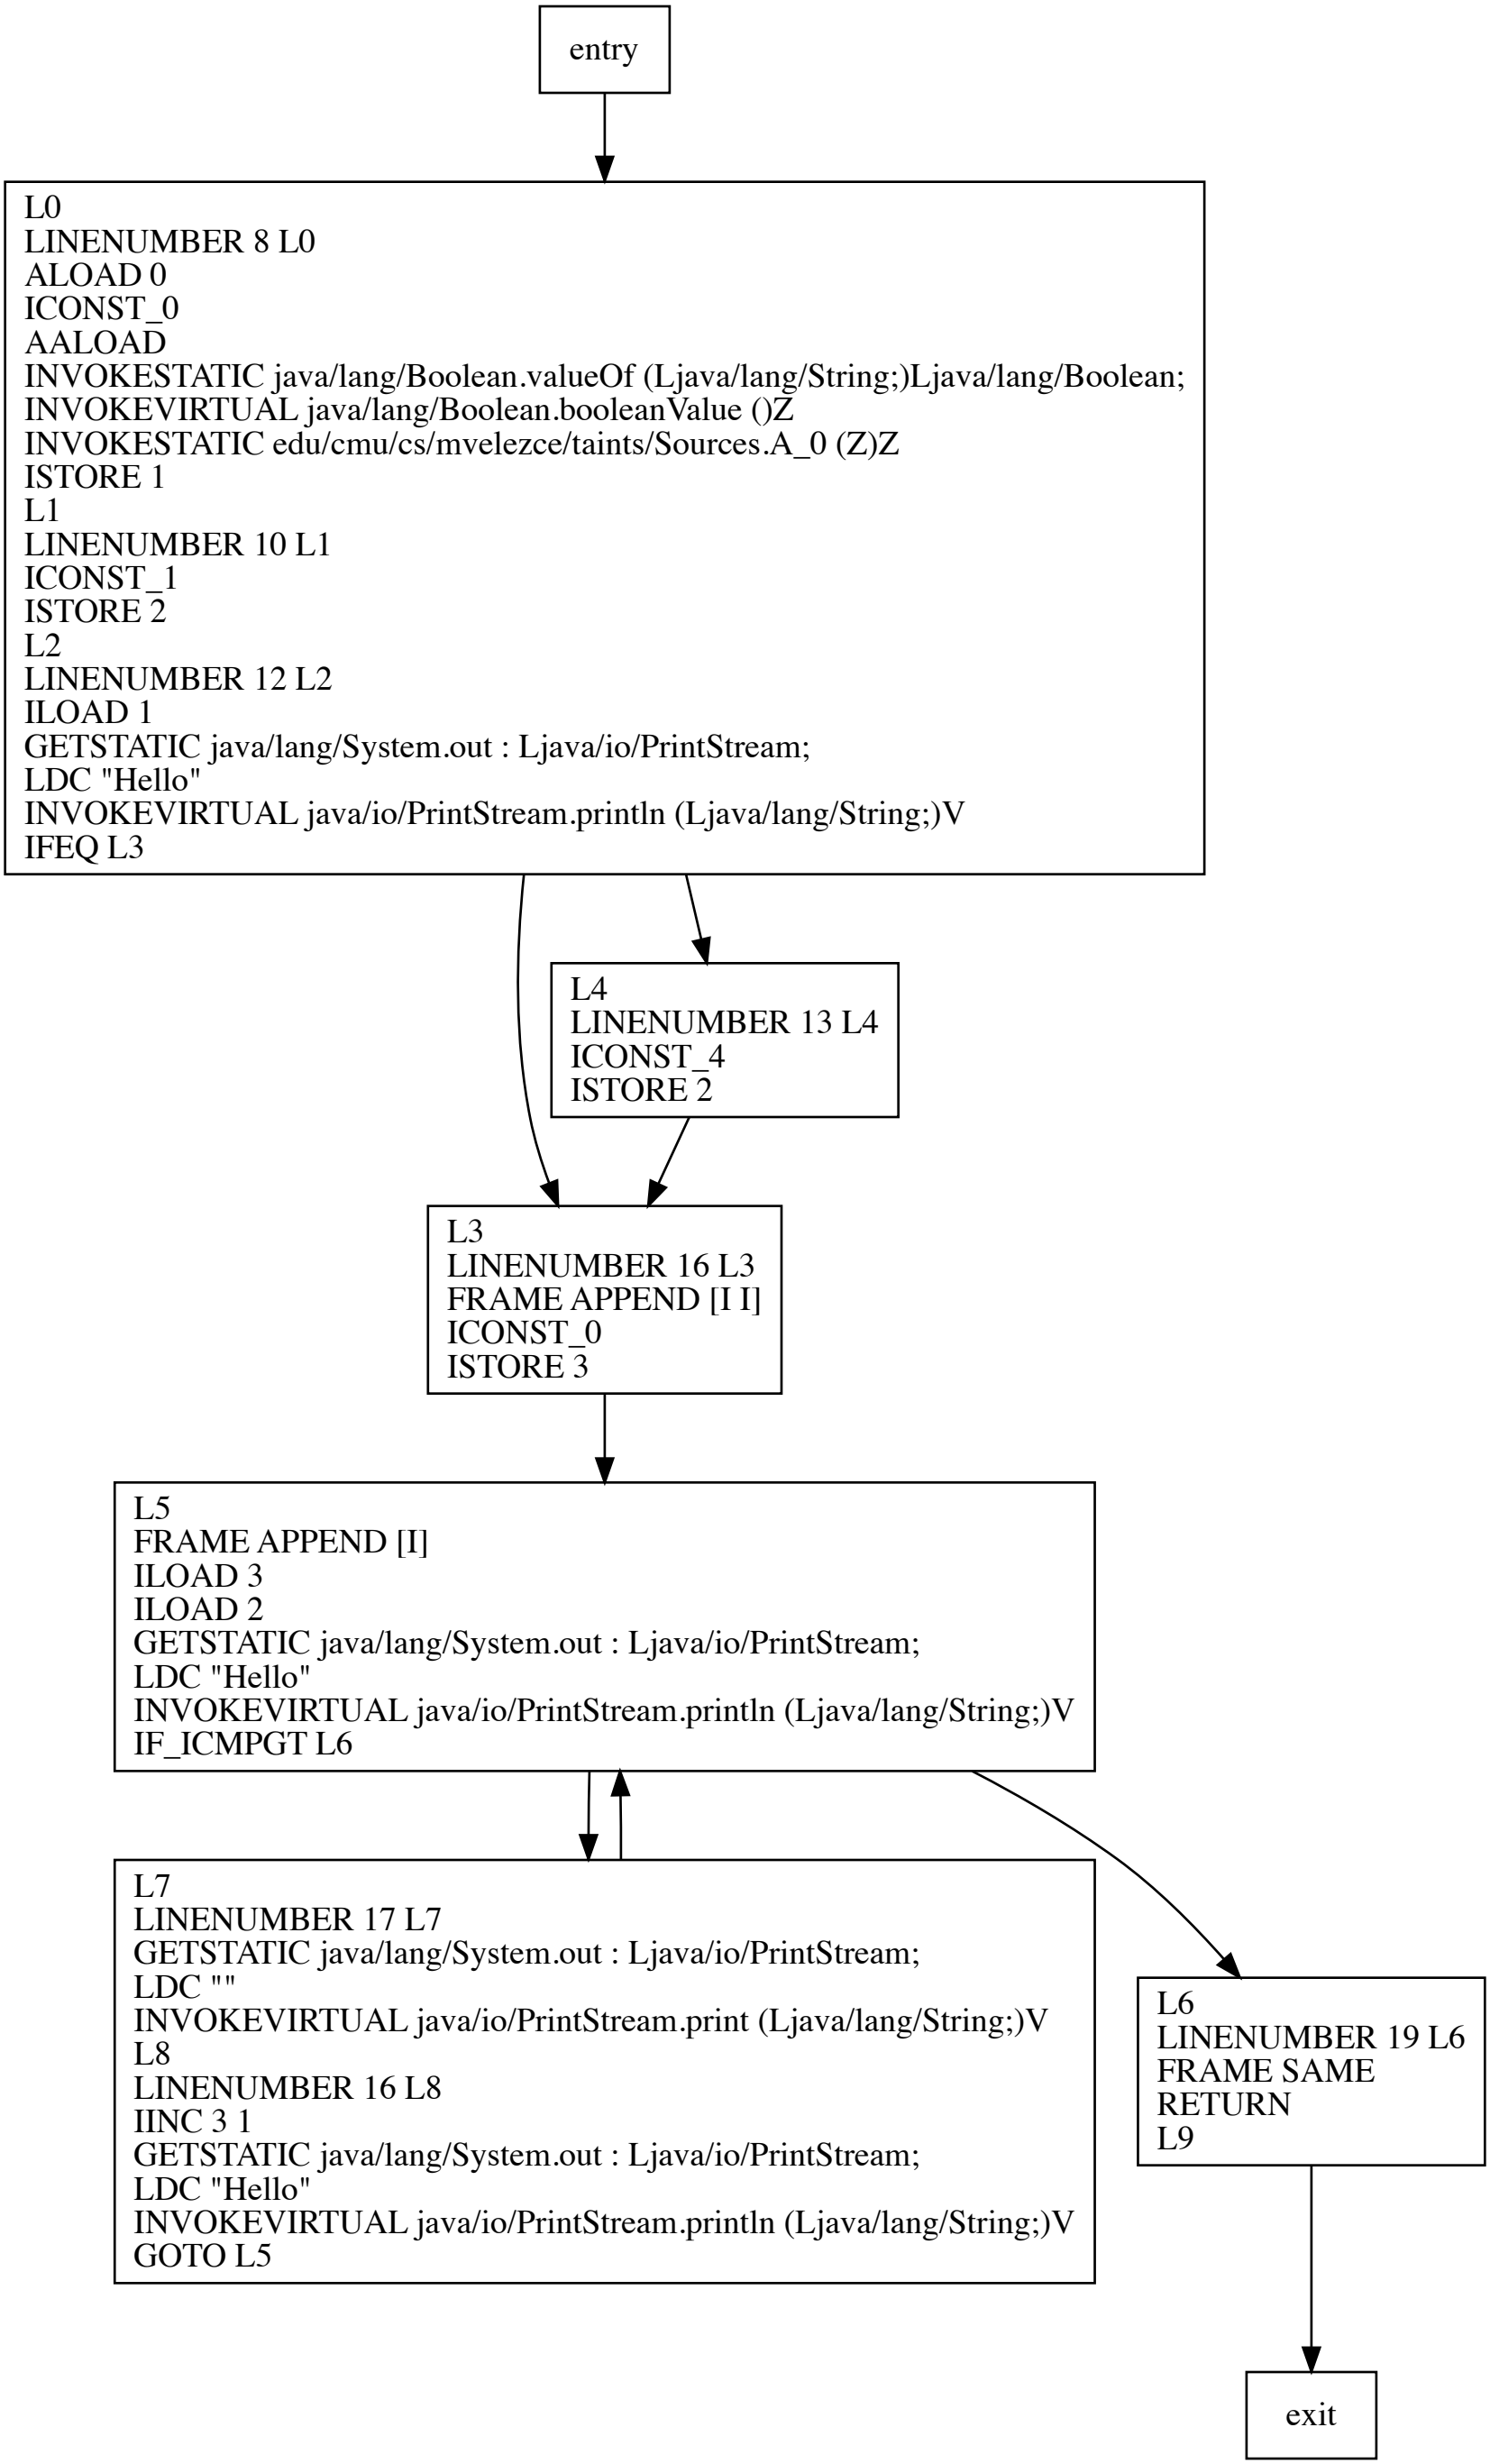 entry
L0
LINENUMBER 8 L0
ALOAD 0
ICONST_0
AALOAD
INVOKESTATIC java/lang/Boolean.valueOf (Ljava/lang/String;)Ljava/lang/Boolean;
INVOKEVIRTUAL java/lang/Boolean.booleanValue ()Z
INVOKESTATIC edu/cmu/cs/mvelezce/taints/Sources.A_0 (Z)Z
ISTORE 1
L1
LINENUMBER 10 L1
ICONST_1
ISTORE 2
L2
LINENUMBER 12 L2
ILOAD 1
GETSTATIC java/lang/System.out : Ljava/io/PrintStream;
LDC "Hello"
INVOKEVIRTUAL java/io/PrintStream.println (Ljava/lang/String;)V
IFEQ L3
L4
LINENUMBER 13 L4
ICONST_4
ISTORE 2
L3
LINENUMBER 16 L3
FRAME APPEND [I I]
ICONST_0
ISTORE 3
L5
FRAME APPEND [I]
ILOAD 3
ILOAD 2
GETSTATIC java/lang/System.out : Ljava/io/PrintStream;
LDC "Hello"
INVOKEVIRTUAL java/io/PrintStream.println (Ljava/lang/String;)V
IF_ICMPGT L6
L7
LINENUMBER 17 L7
GETSTATIC java/lang/System.out : Ljava/io/PrintStream;
LDC ""
INVOKEVIRTUAL java/io/PrintStream.print (Ljava/lang/String;)V
L8
LINENUMBER 16 L8
IINC 3 1
GETSTATIC java/lang/System.out : Ljava/io/PrintStream;
LDC "Hello"
INVOKEVIRTUAL java/io/PrintStream.println (Ljava/lang/String;)V
GOTO L5
L6
LINENUMBER 19 L6
FRAME SAME
RETURN
L9
exit